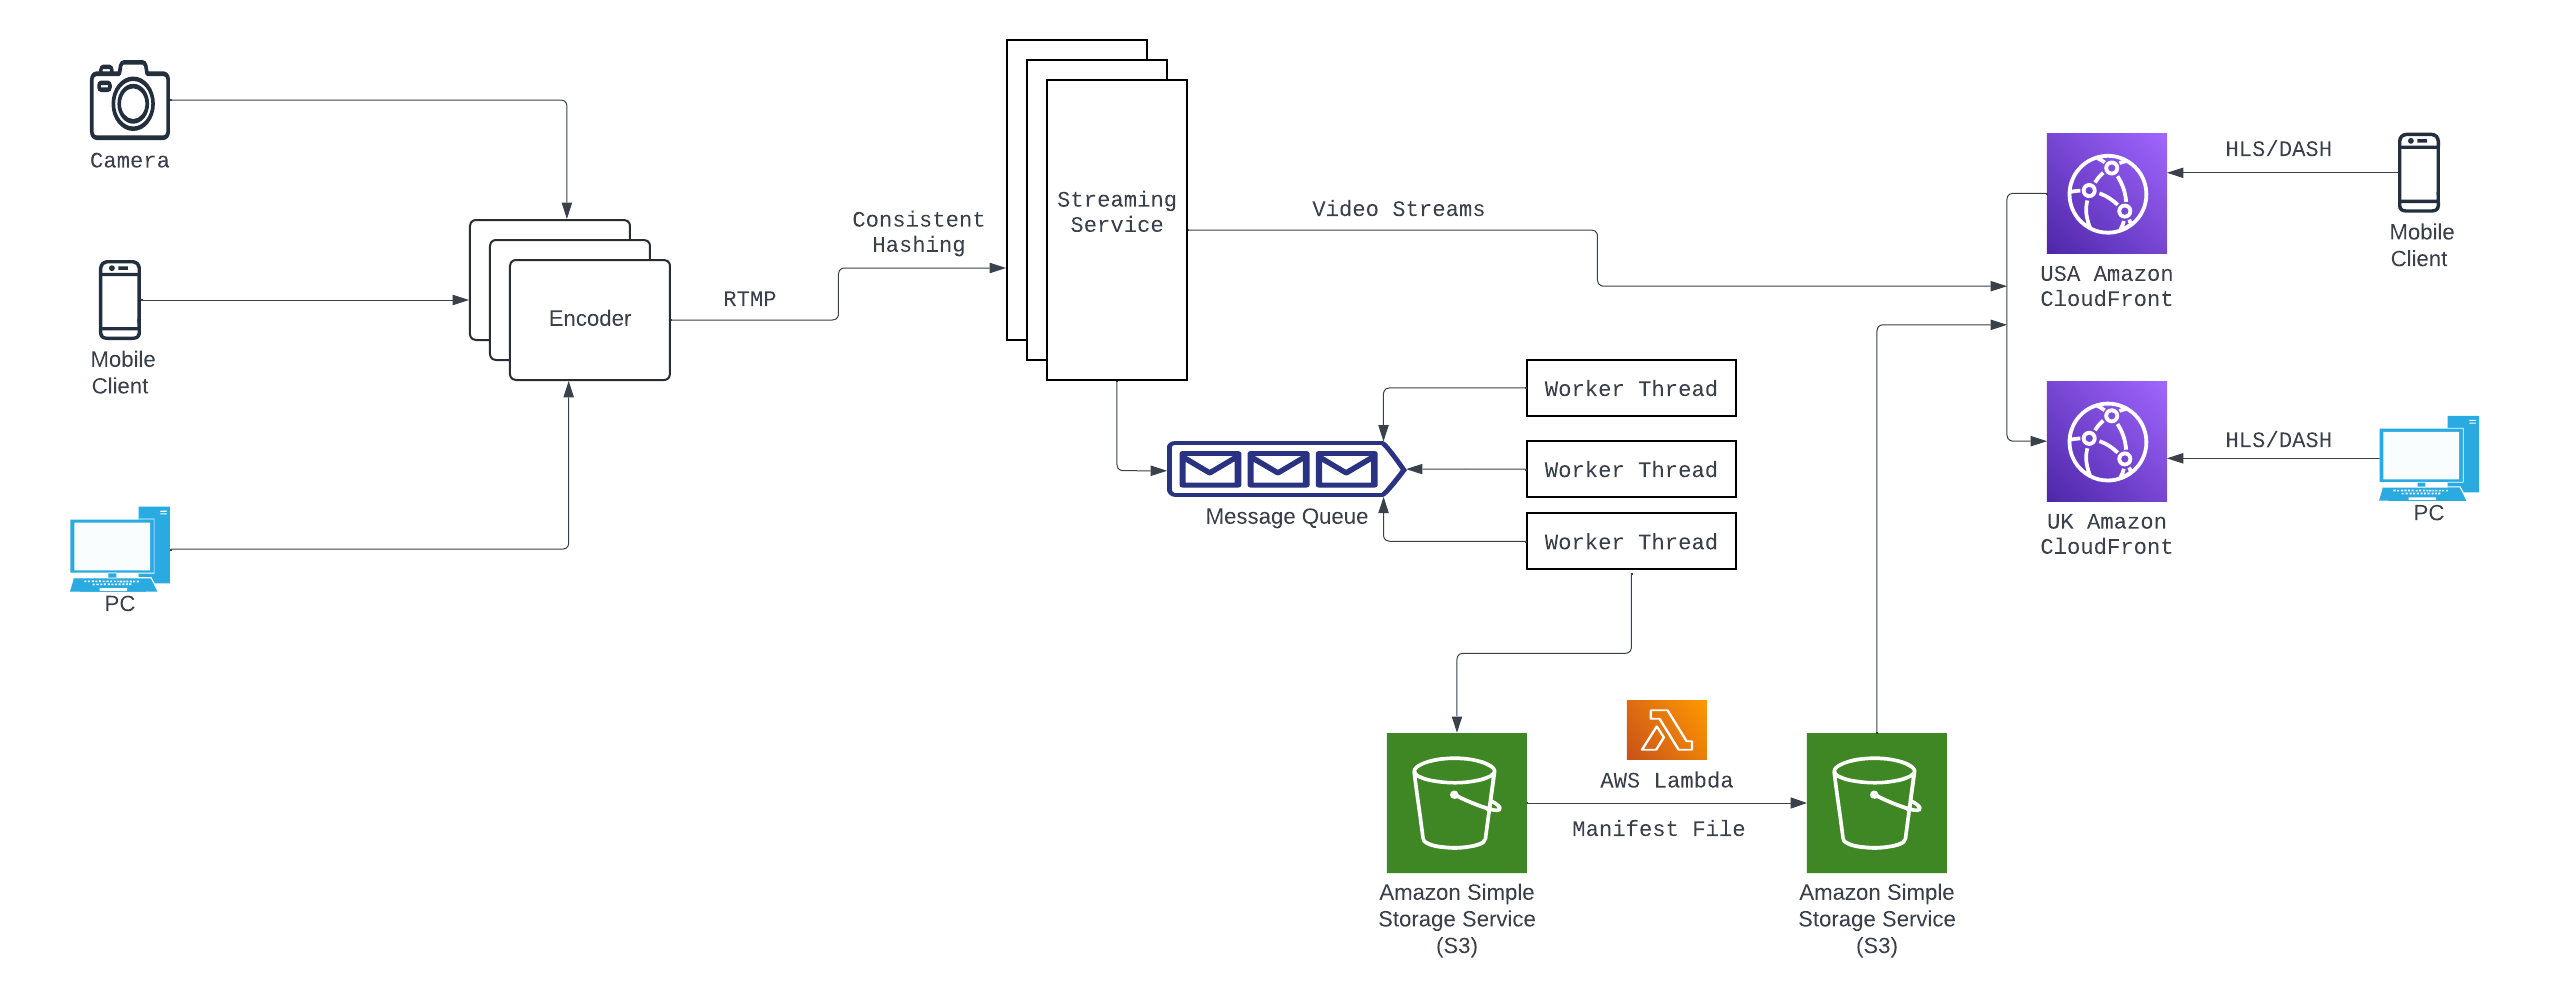 Camera
Mobile
Client
PC
Encoder
RTMP
Consistent
Hashing
Streaming
Service
Video Streams
Message Queue
Worker Thread
Worker Thread
Worker Thread
Amazon Simple
Storage Service
(S3)
AWS Lambda
Manifest File
Amazon Simple
Storage Service
(S3)
USA Amazon
CloudFront
HLS/DASH
Mobile
Client
UK Amazon
CloudFront
HLS/DASH
PC